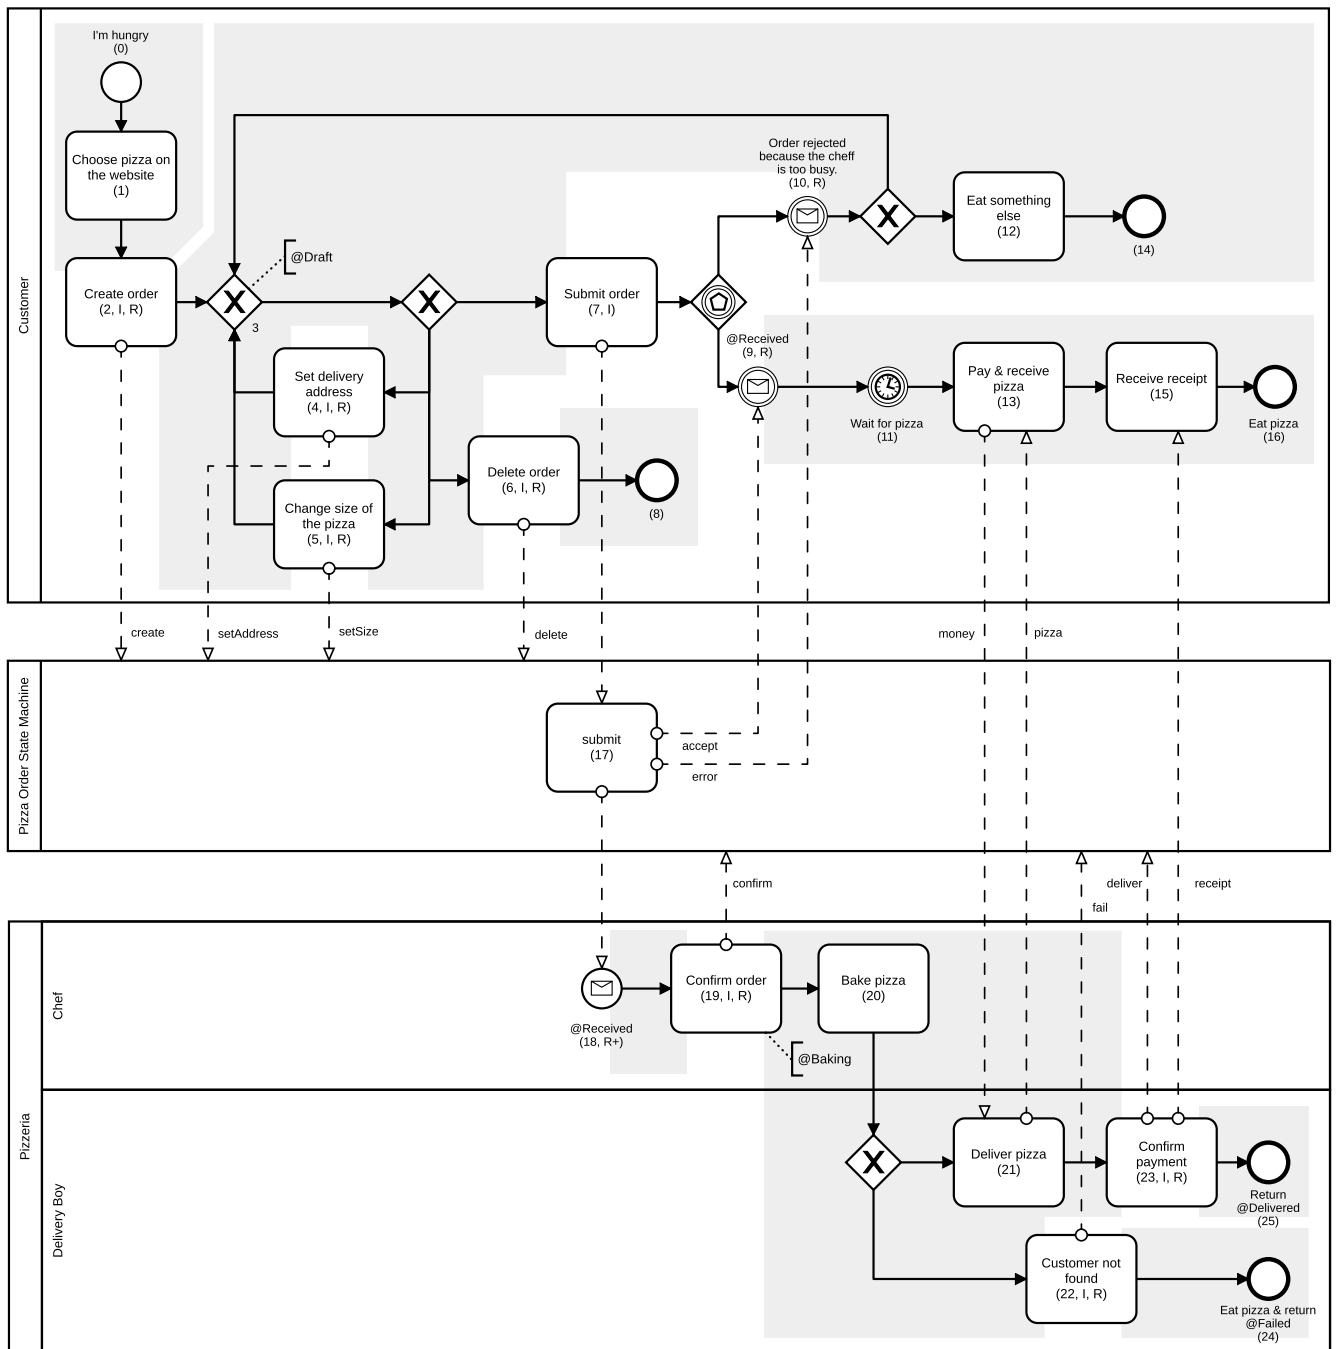 Customer
I'm hungry
(0)
Choose pizza on
the website
(1)
Create order
(2, I, R)
@Draft
3
Set delivery
address
(4, I, R)
Change size of
the pizza
(5, I, R)
Delete order
(6, I, R)
(8)
Submit order
(7, I)
Order rejected
because the cheff
is too busy.
(10, R)
@Received
(9, R)
Eat something
else
(12)
(14)
Wait for pizza
(11)
Pay & receive
pizza
(13)
Receive receipt
(15)
Eat pizza
(16)
create
setAddress
setSize
delete
money
pizza
Pizza Order State Machine
submit
(17)
accept
error
confirm
deliver
receipt
fail
Pizzeria
Chef
@Received
(18, R+)
Confirm order
(19, I, R)
Bake pizza
(20)
@Baking
Delivery Boy
Deliver pizza
(21)
Confirm
payment
(23, I, R)
Return
@Delivered
(25)
Customer not
found
(22, I, R)
Eat pizza & return
@Failed
(24)